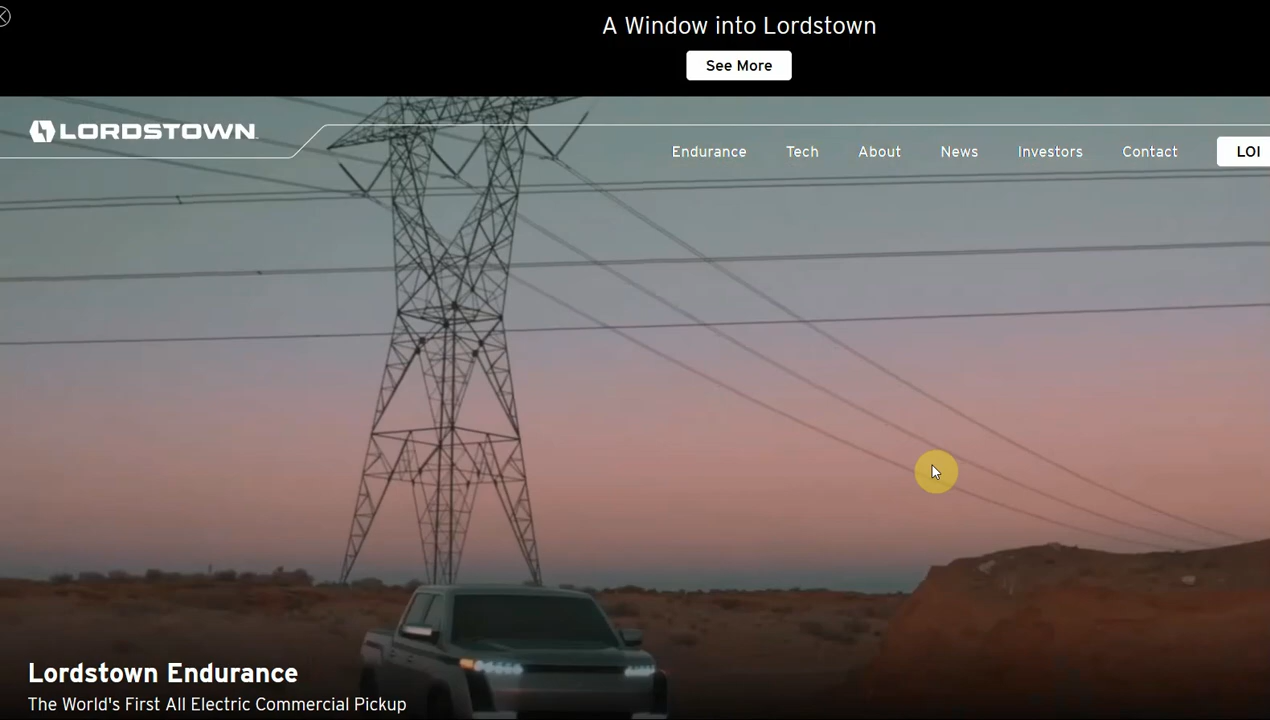 A Window into Lordstown
See More
LORDSTOWN
Endurance Tech About News Investors Contact LOI
Lordstown Endurance
The World's First All Electric Commercial Pickup